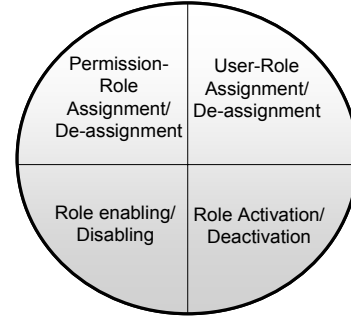 Permission-
Role
Assignment/
De-assignment
User-Role
Assignment/
De-assignment
Role enabling/
Disabling
Role Activation/
Deactivation